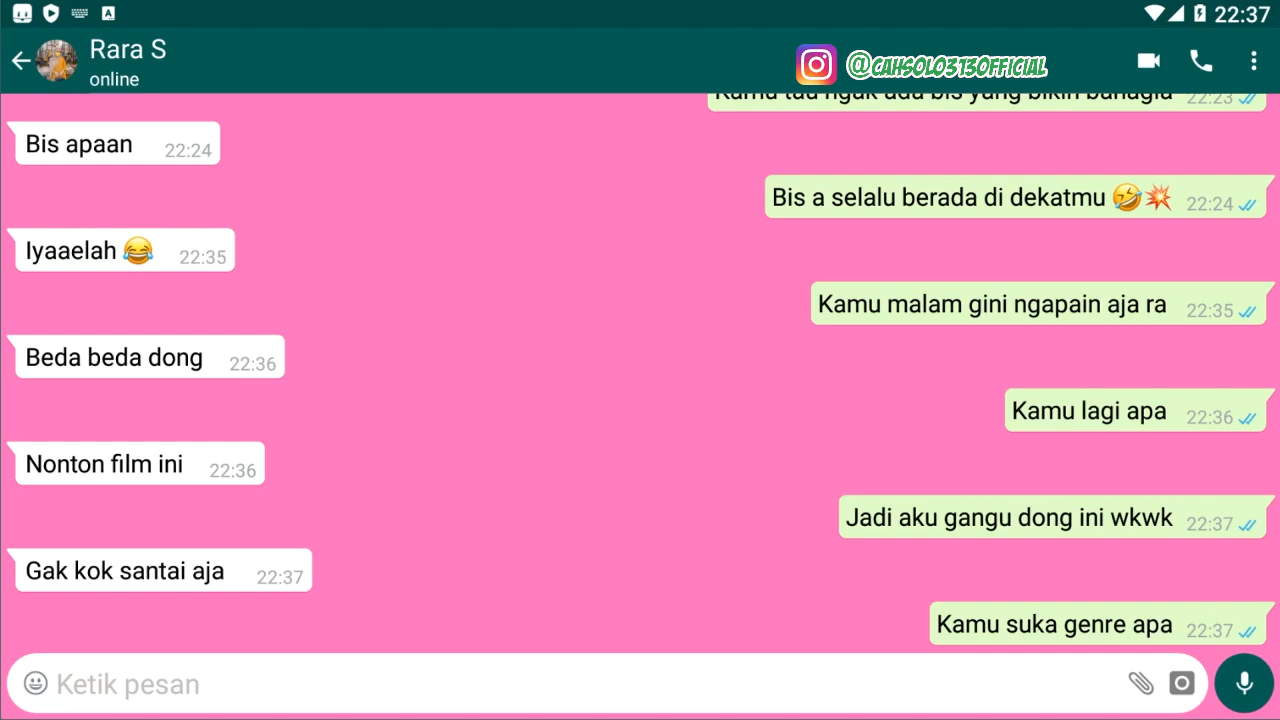 22:37
Rara S
online
@CAHSOLO313OFFICIAL
Kamu tau ngak ada bis yang bikin bahagia 22:23
Bis apaan 22:24
Bis a selalu berada di dekatmu 🤣💥 22:24
Iyaaelah 😂 22:35
Kamu malam gini ngapain aja ra 22:35
Beda beda dong 22:36
Kamu lagi apa 22:36
Nonton film ini 22:36
Jadi aku gangu dong ini wkwk 22:37
Gak kok santai aja 22:37
Kamu suka genre apa 22:37
Ketik pesan